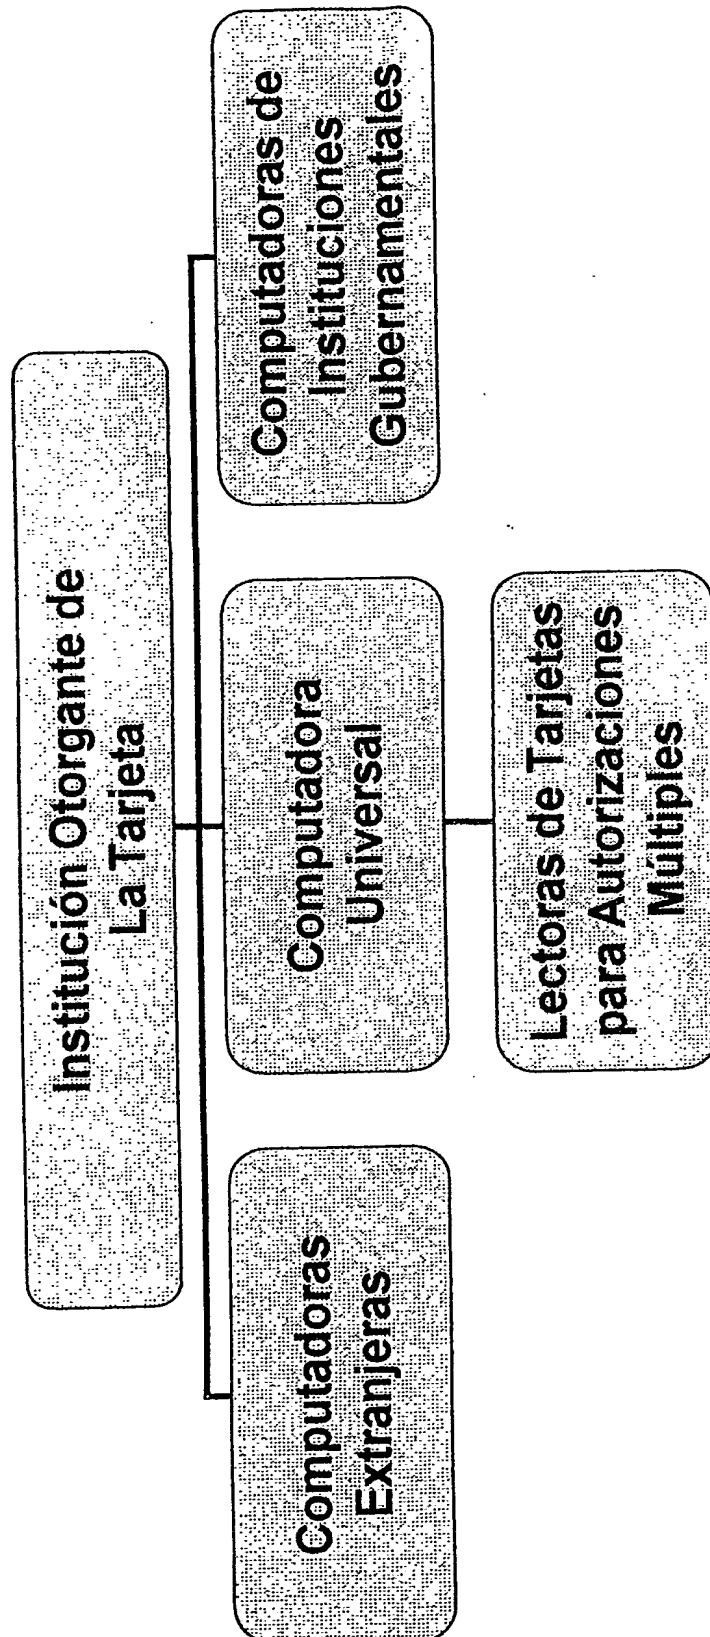 Institución Otorgante de
La Tarjeta
Computadoras
Extranjeras
Computadora
Universal
Computadoras de
Instituciones
Gubernamentales
Lectoras de Tarjetas
para Autorizaciones
Múltiples